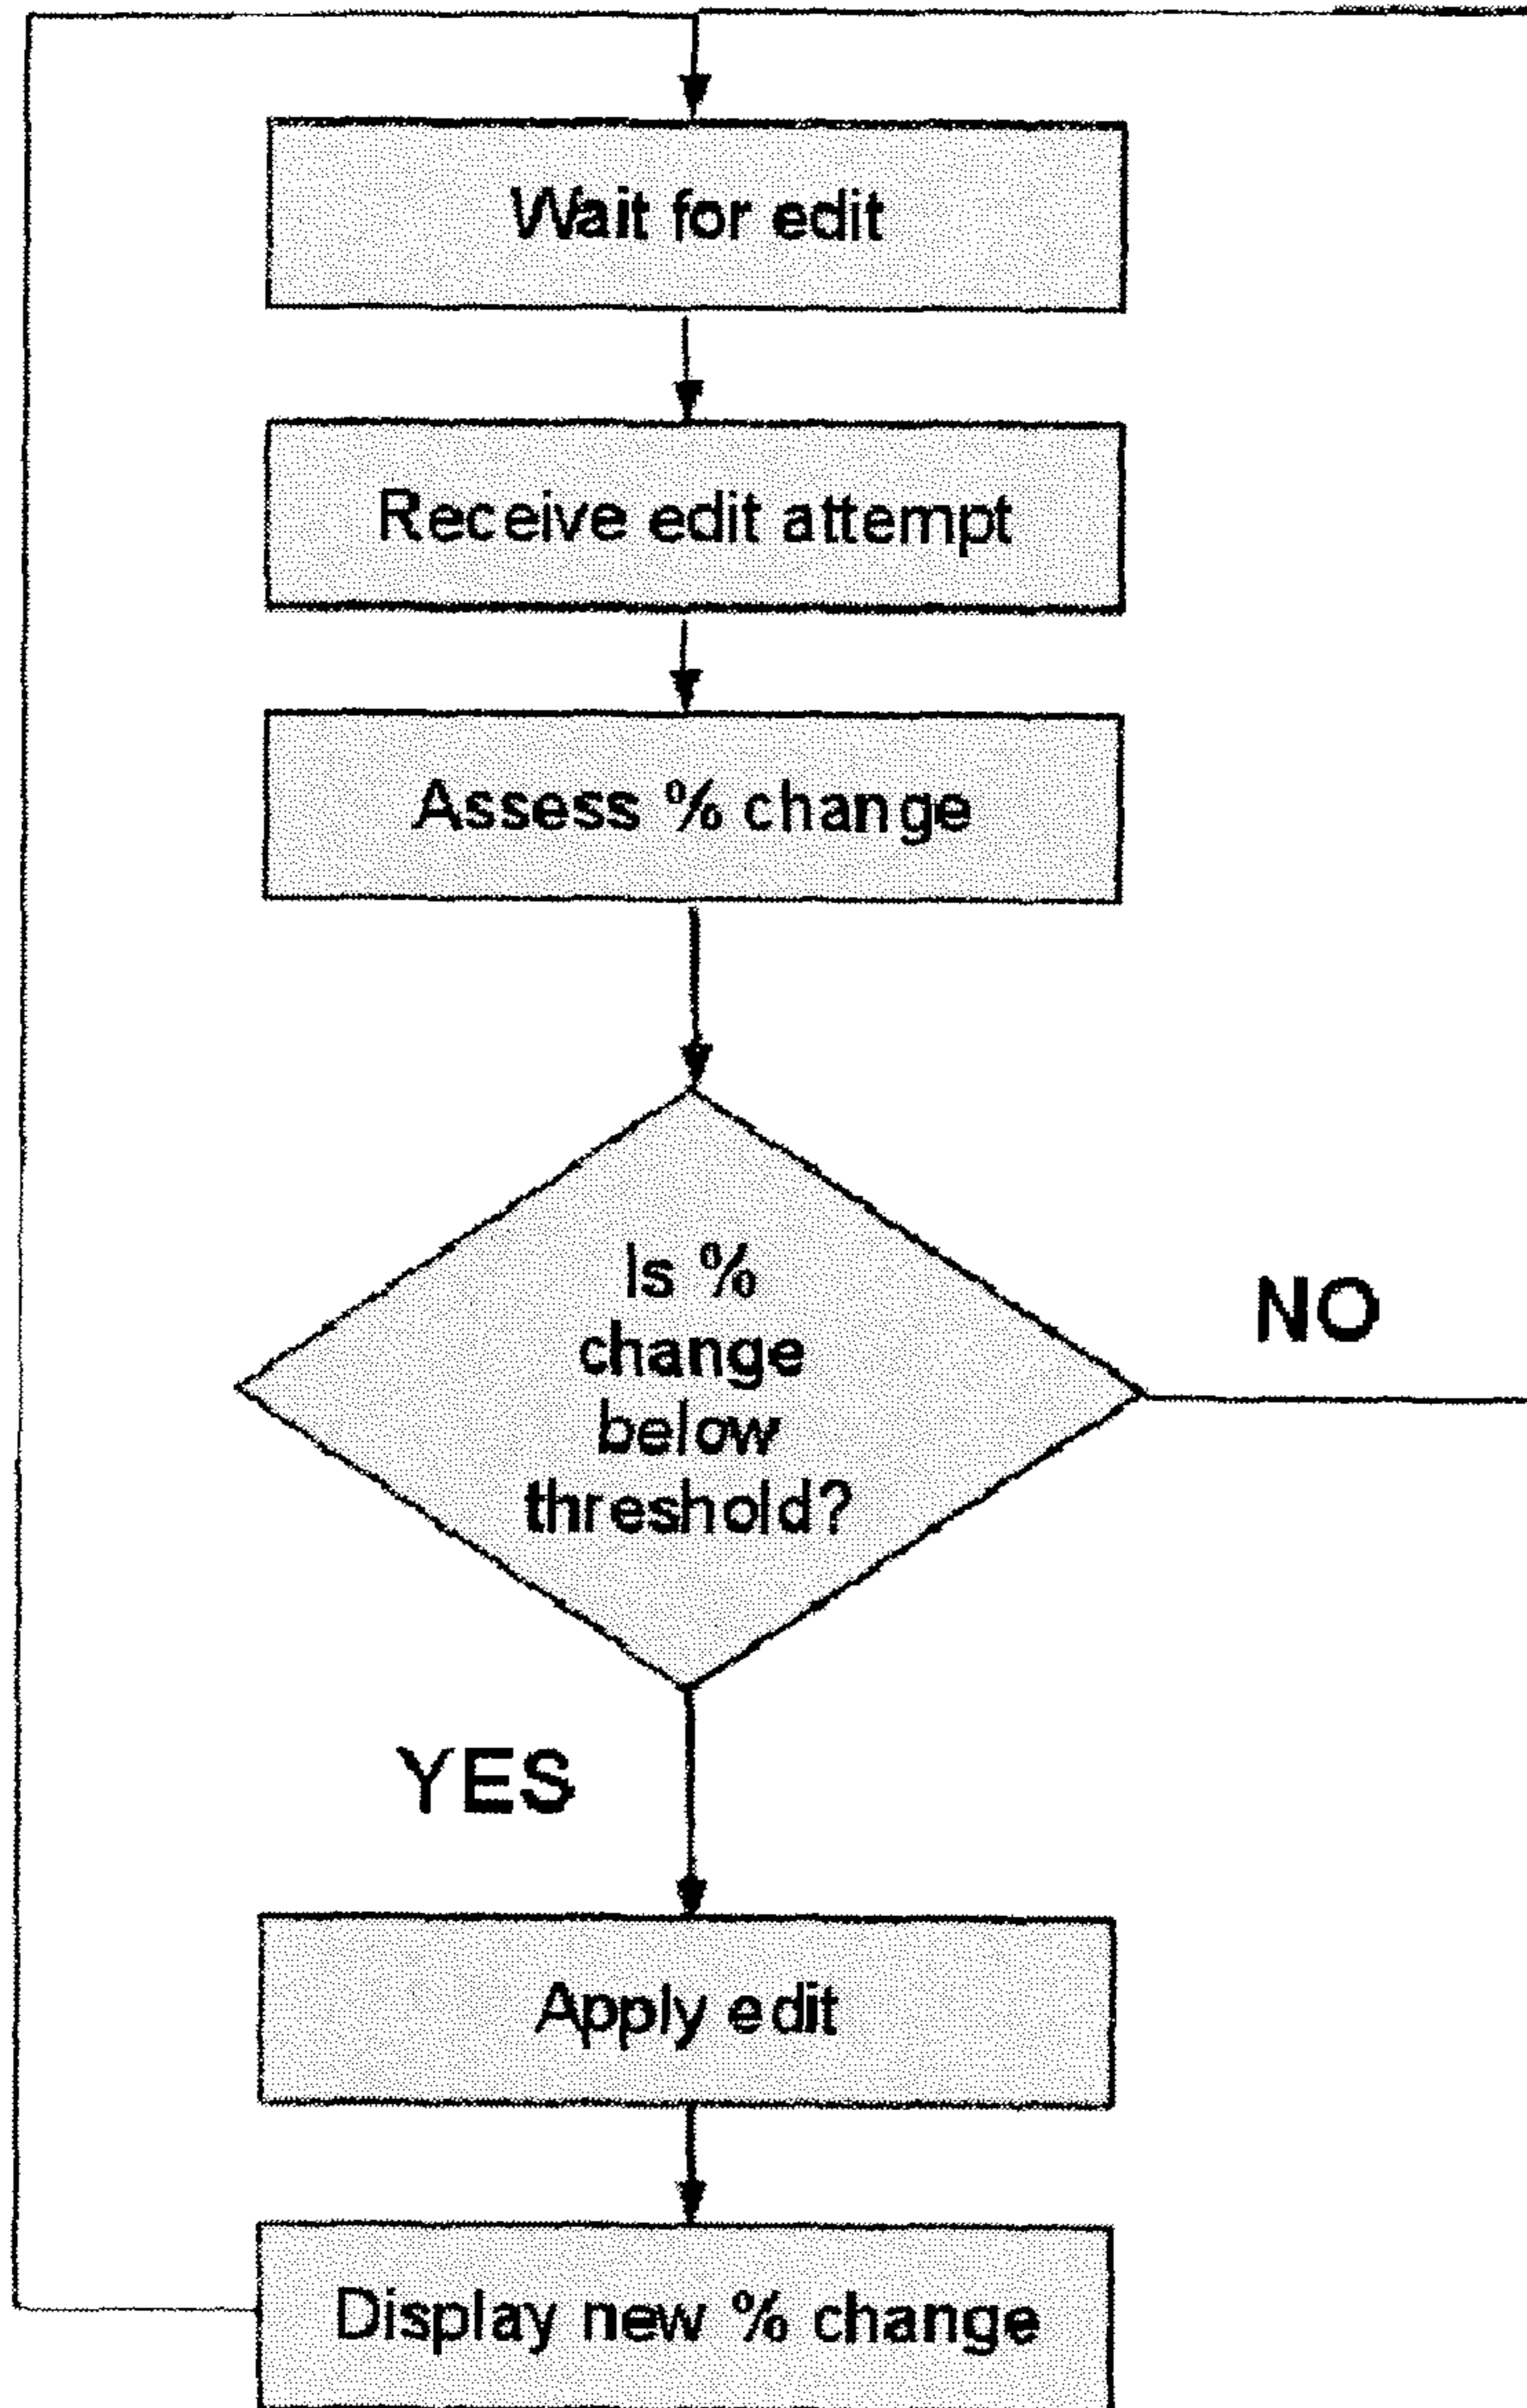 Wait for edit
Receive edit attempt
Assess % change
Is %
change
below
threshold?
NO
YES
Apply edit
Display new % change